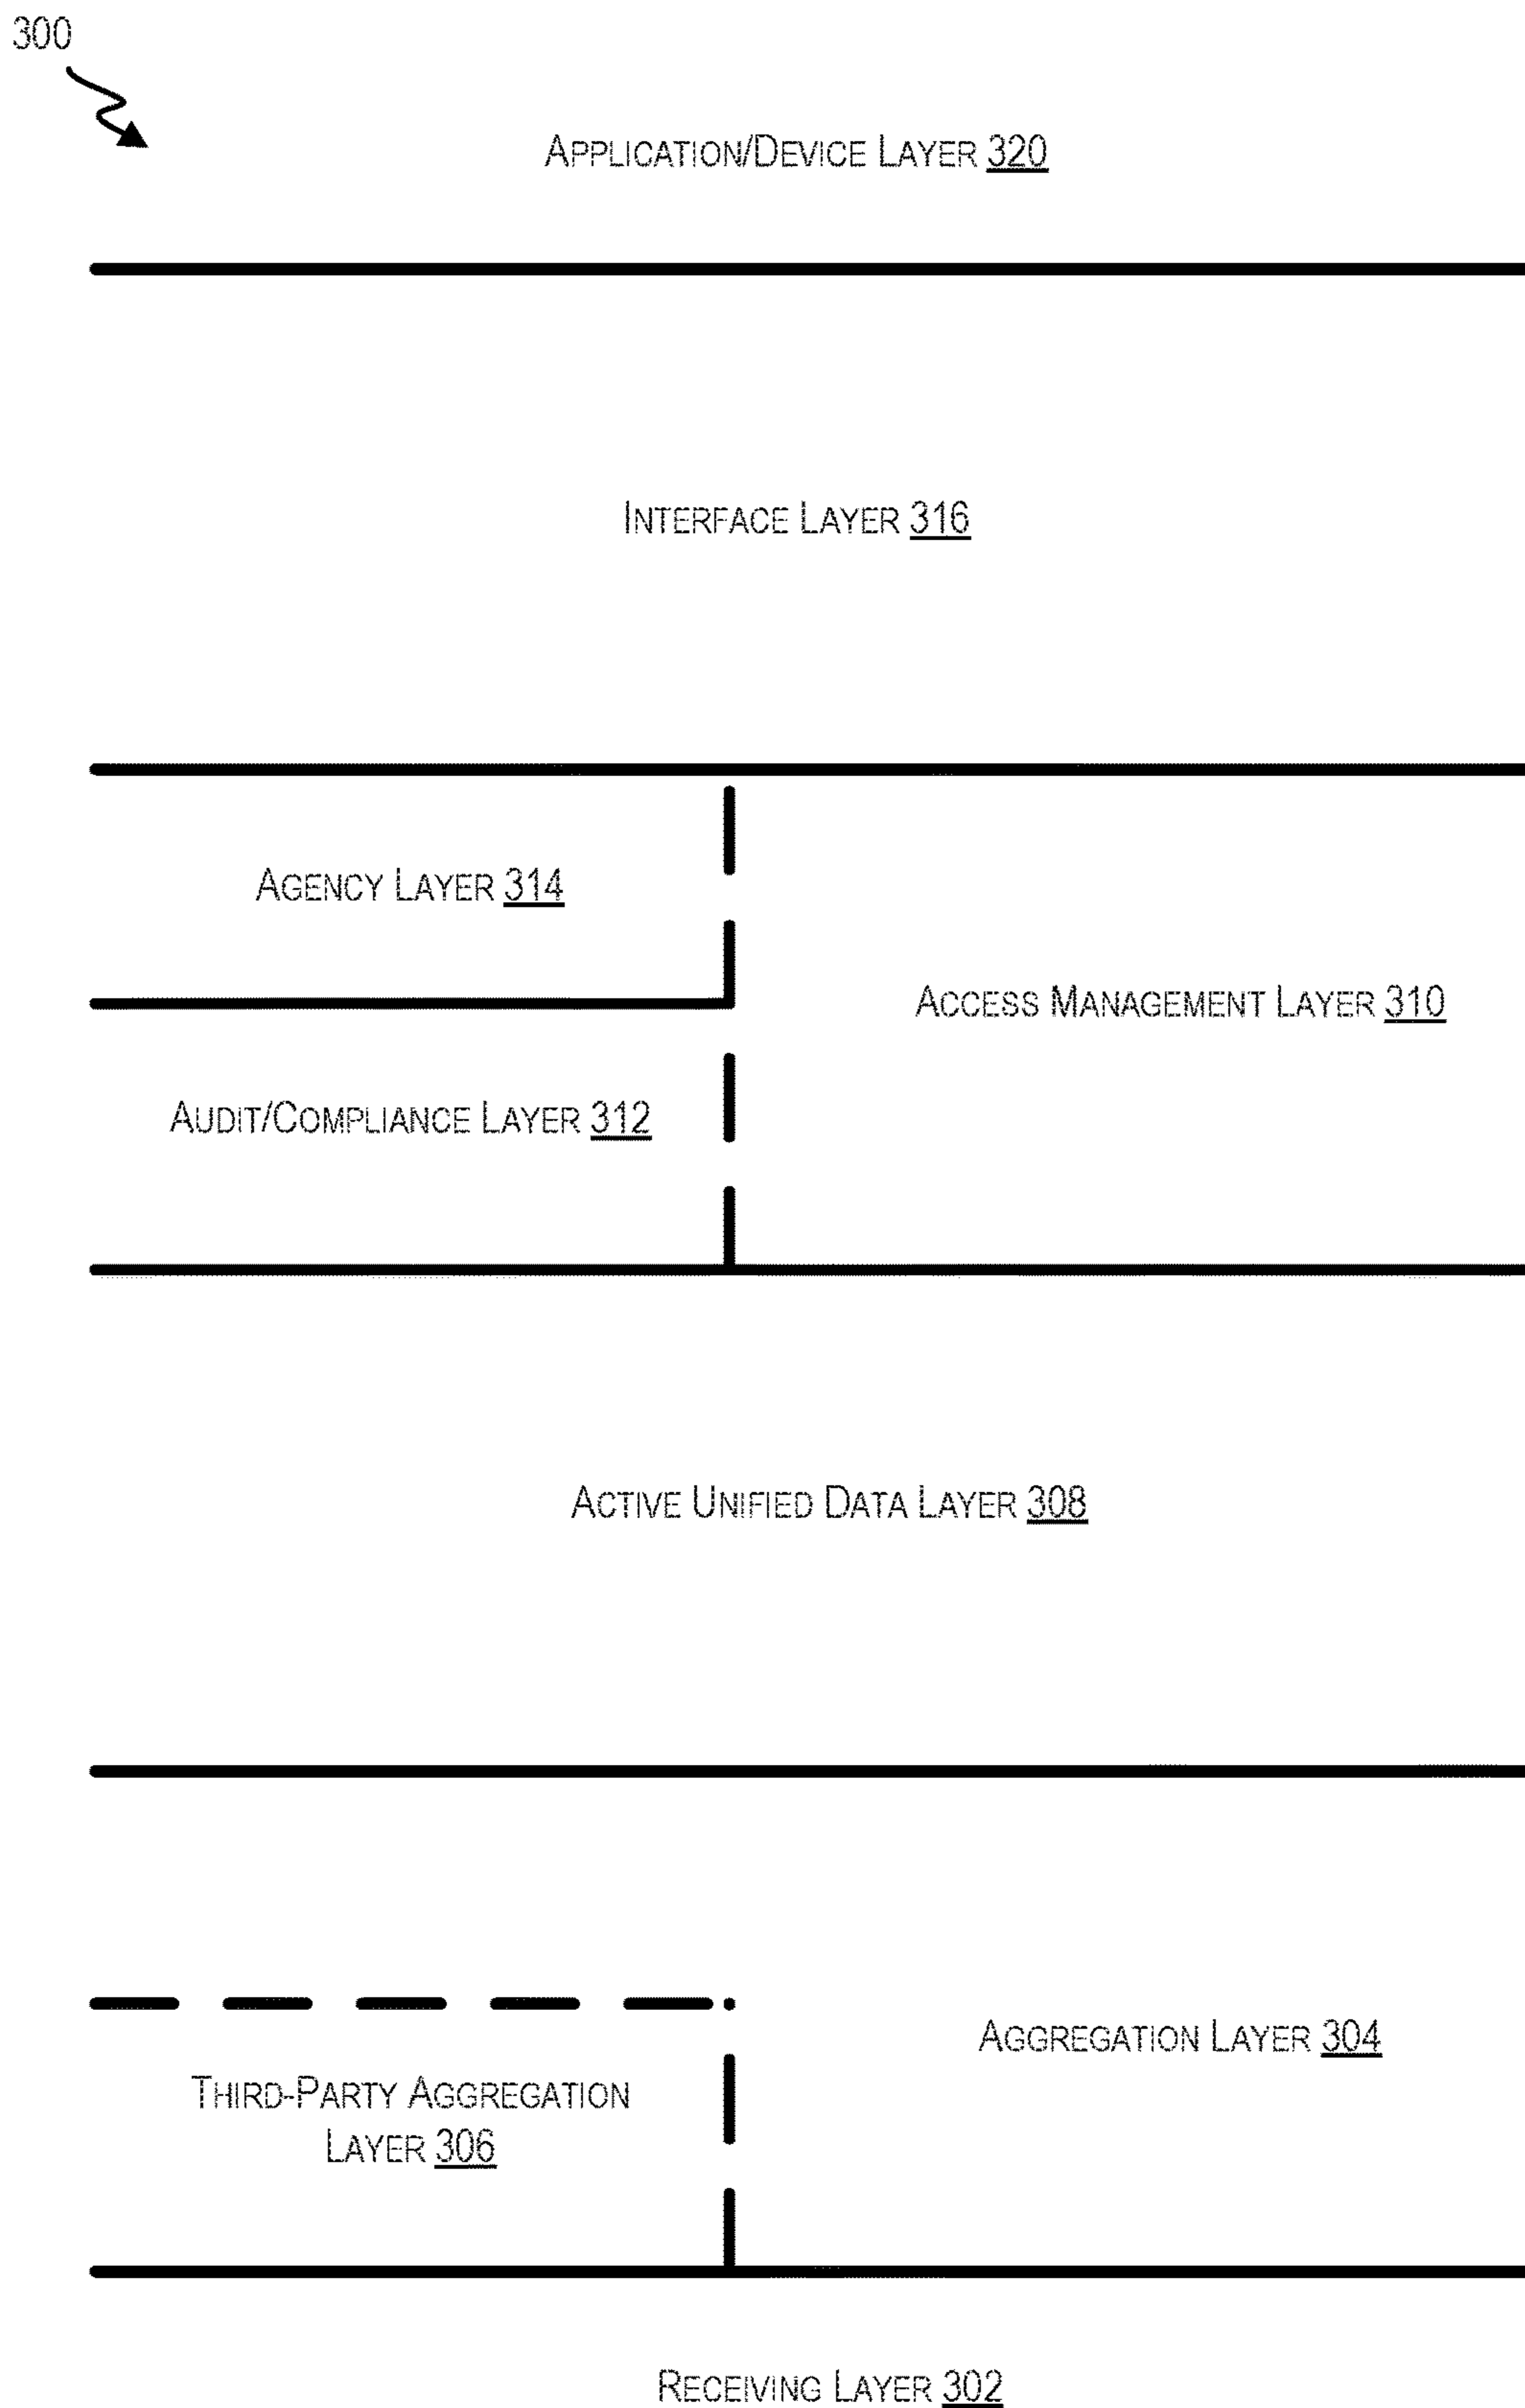 300
APPLICATION/DEVICE LAYER 320
INTERFACE LAYER 316
AGENCY LAYER 314
ACCESS MANAGEMENT LAYER 310
AUDIT/COMPLIANCE LAYER 312
ACTIVE UNIFIED DATA LAYER 308
AGGREGATION LAYER 304
THIRD-PARTY AGGREGATION
LAYER 306
RECEIVING LAYER 302